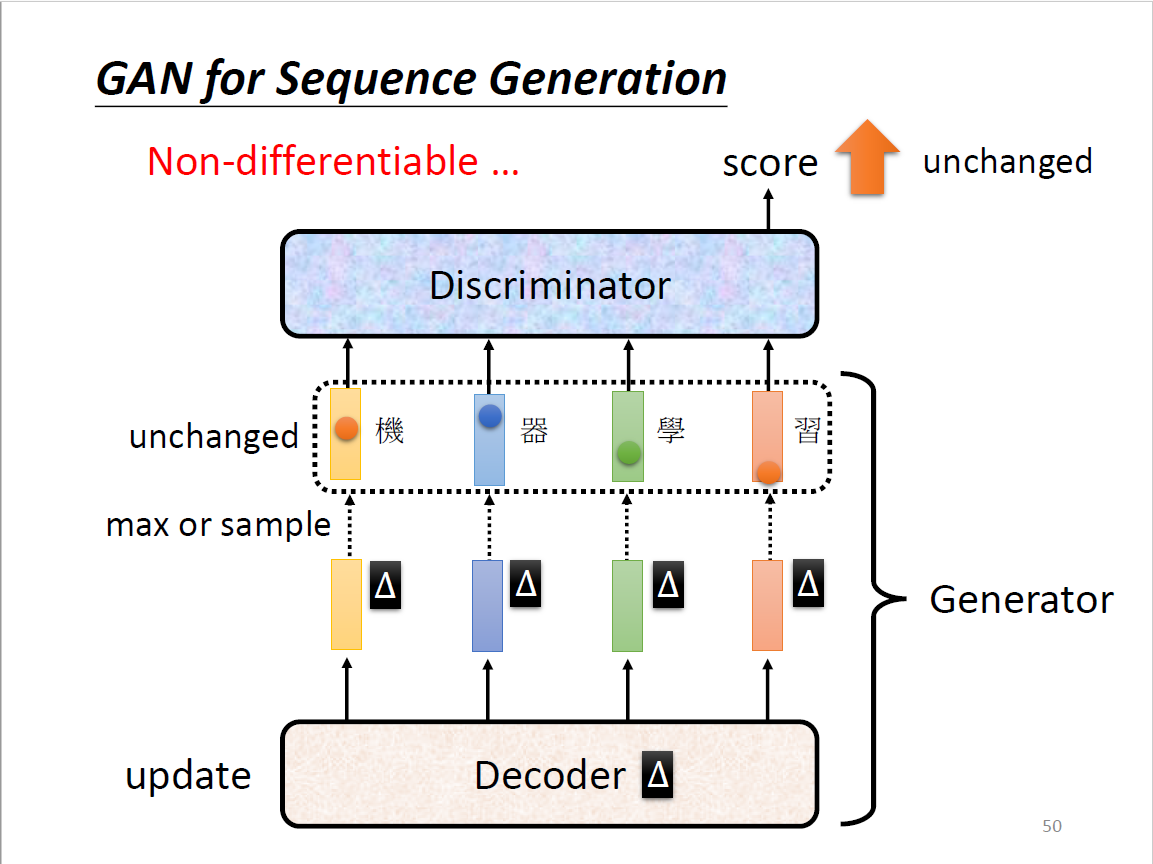 GAN for Sequence Generation
Non-differentiable …
score
unchanged
Discriminator
unchanged
機
器
學
習
max or sample
Δ
Δ
Δ
Δ
Generator
update
Decoder Δ
50